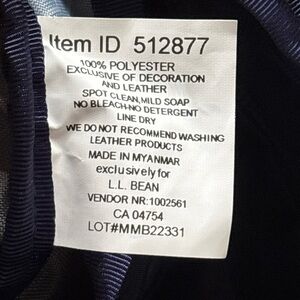 Item ID 512877
100% POLYESTER
EXCLUSIVE OF DECORATION
AND LEATHER
SPOT CLEAN,MILD SOAP
NO BLEACH-NO DETERGENT
LINE DRY
WE DO NOT RECOMMEND WASHING
LEATHER PRODUCTS
MADE IN MYANMAR
exclusively for
L.L. BEAN
VENDOR NR:1002561
CA 04754
LOT#MMB22331